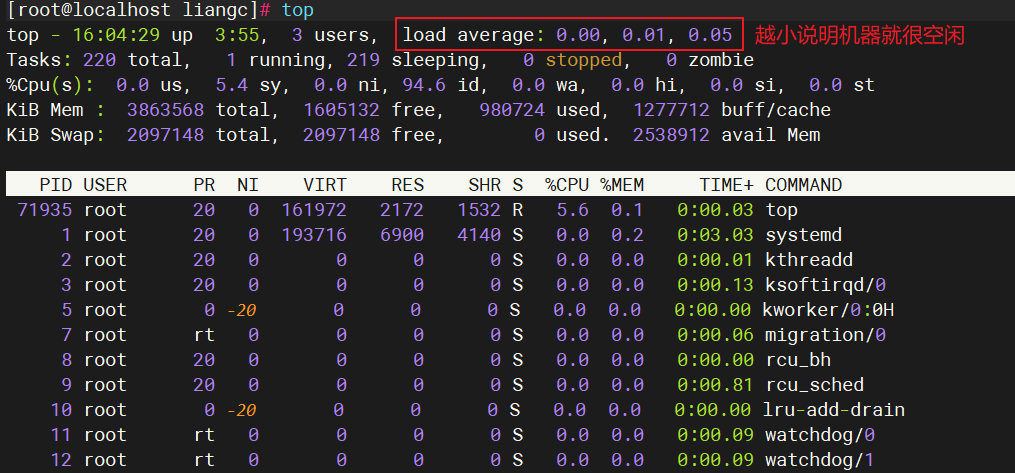 [root@localhost liangc]# top
top - 16:04:29 up  3:55,  3 users,  load average: 0.00, 0.01, 0.05 越小说明机器就很空闲
Tasks: 220 total,   1 running, 219 sleeping,   0 stopped,   0 zombie
%Cpu(s):  0.0 us,  5.4 sy,  0.0 ni, 94.6 id,  0.0 wa,  0.0 hi,  0.0 si,  0.0 st
KiB Mem :  3863568 total,  1605132 free,   980724 used,  1277712 buff/cache
KiB Swap:  2097148 total,  2097148 free,        0 used.  2538912 avail Mem
PID USER      PR  NI    VIRT    RES    SHR S  %CPU %MEM     TIME+ COMMAND
71935 root      20   0  161972   2172   1532 R   5.6  0.1   0:00.03 top
1 root      20   0  193716   6900   4140 S   0.0  0.2   0:03.03 systemd
2 root      20   0       0      0      0 S   0.0  0.0   0:00.01 kthreadd
3 root      20   0       0      0      0 S   0.0  0.0   0:00.13 ksoftirqd/0
5 root       0 -20       0      0      0 S   0.0  0.0   0:00.00 kworker/0:0H
7 root      rt   0       0      0      0 S   0.0  0.0   0:00.06 migration/0
8 root      20   0       0      0      0 S   0.0  0.0   0:00.00 rcu_bh
9 root      20   0       0      0      0 S   0.0  0.0   0:00.81 rcu_sched
10 root       0 -20       0      0      0 S   0.0  0.0   0:00.00 lru-add-drain
11 root      rt   0       0      0      0 S   0.0  0.0   0:00.09 watchdog/0
12 root      rt   0       0      0      0 S   0.0  0.0   0:00.09 watchdog/1